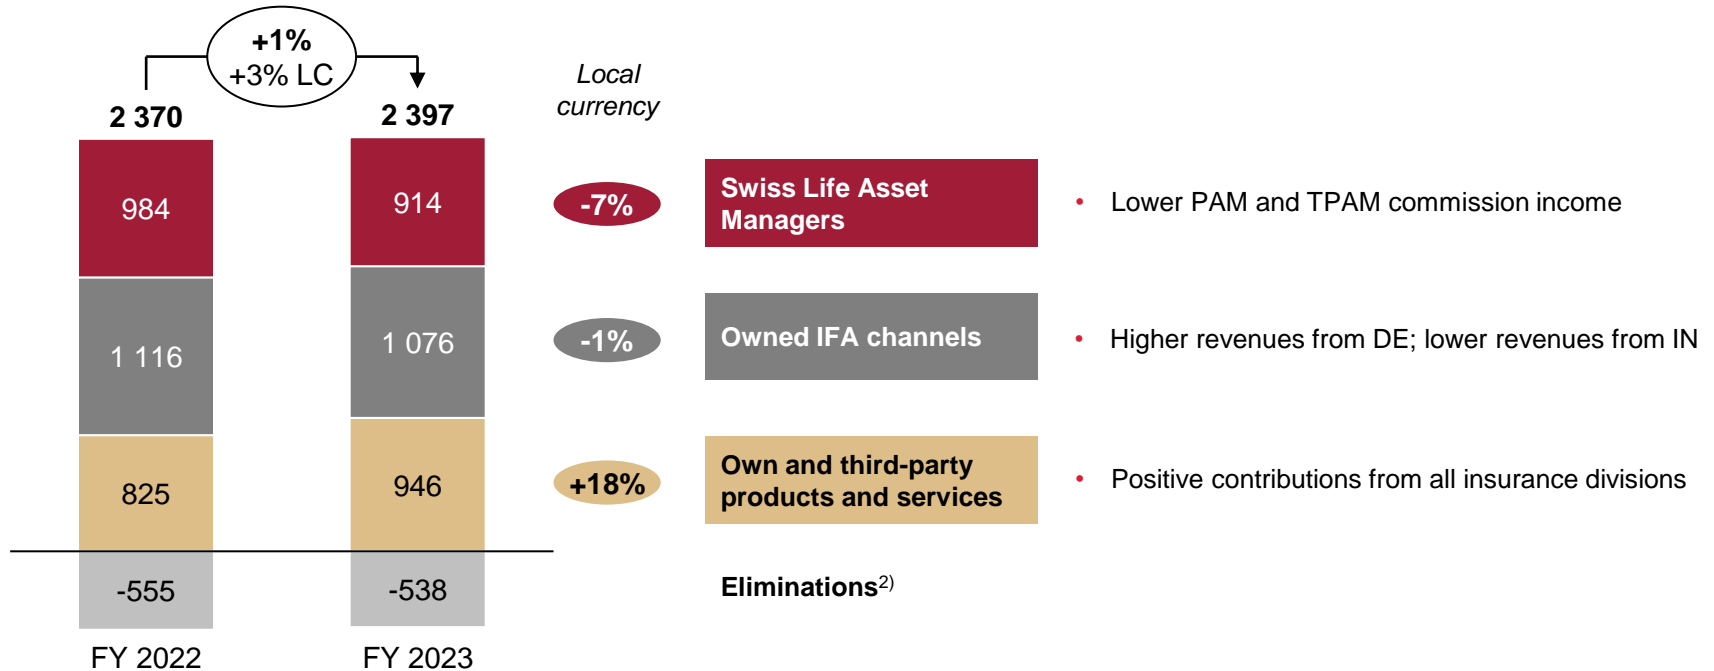 +1%
+3% LC
Local
currency
2 370
2 397
984
914
-7%
Swiss Life Asset
Managers
• Lower PAM and TPAM commission income
1 116
1 076
-1%
Owned IFA channels
• Higher revenues from DE; lower revenues from IN
825
946
+18%
Own and third-party
products and services
• Positive contributions from all insurance divisions
-555
-538
Eliminations2)
FY 2022
FY 2023